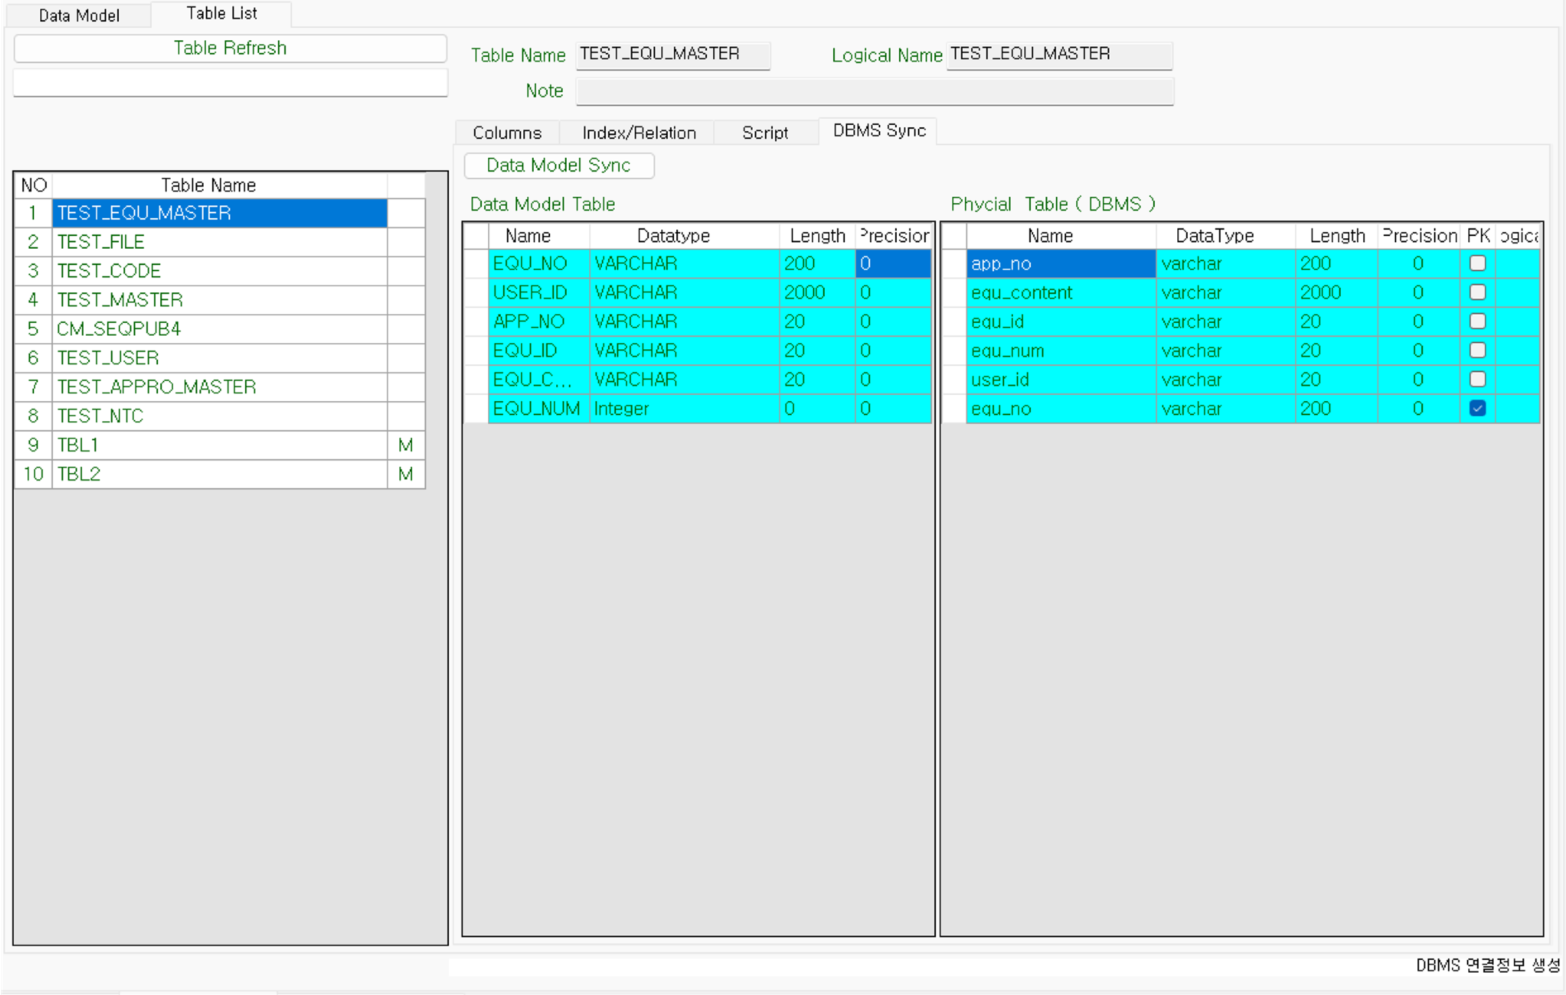 Data Model Table List
Table Refresh
Table Name TEST_EQU_MASTER Logical Name TEST_EQU_MASTER
Note
Columns Index/Relation Script DBMS Sync
Data Model Sync
NO Table Name
1 TEST_EQU_MASTER
2 TEST_FILE
3 TEST_CODE
4 TEST_MASTER
5 CM_SEQPUB4
6 TEST_USER
7 TEST_APPRO_MASTER
8 TEST_NTC
9 TBL1 M
10 TBL2 M
Data Model Table
Name Datatype Length Precision
EQU_NO VARCHAR 200 0
USER_ID VARCHAR 2000 0
APP_NO VARCHAR 20 0
EQU_ID VARCHAR 20 0
EQU_C... VARCHAR 20 0
EQU_NUM Integer 0 0
Phycial Table ( DBMS )
Name DataType Length Precision PK ogica
app_no varchar 200 0
equ_content varchar 2000 0
equ_id varchar 20 0
equ_num varchar 20 0
user_id varchar 20 0
equ_no varchar 200 0
DBMS 연결정보 생성